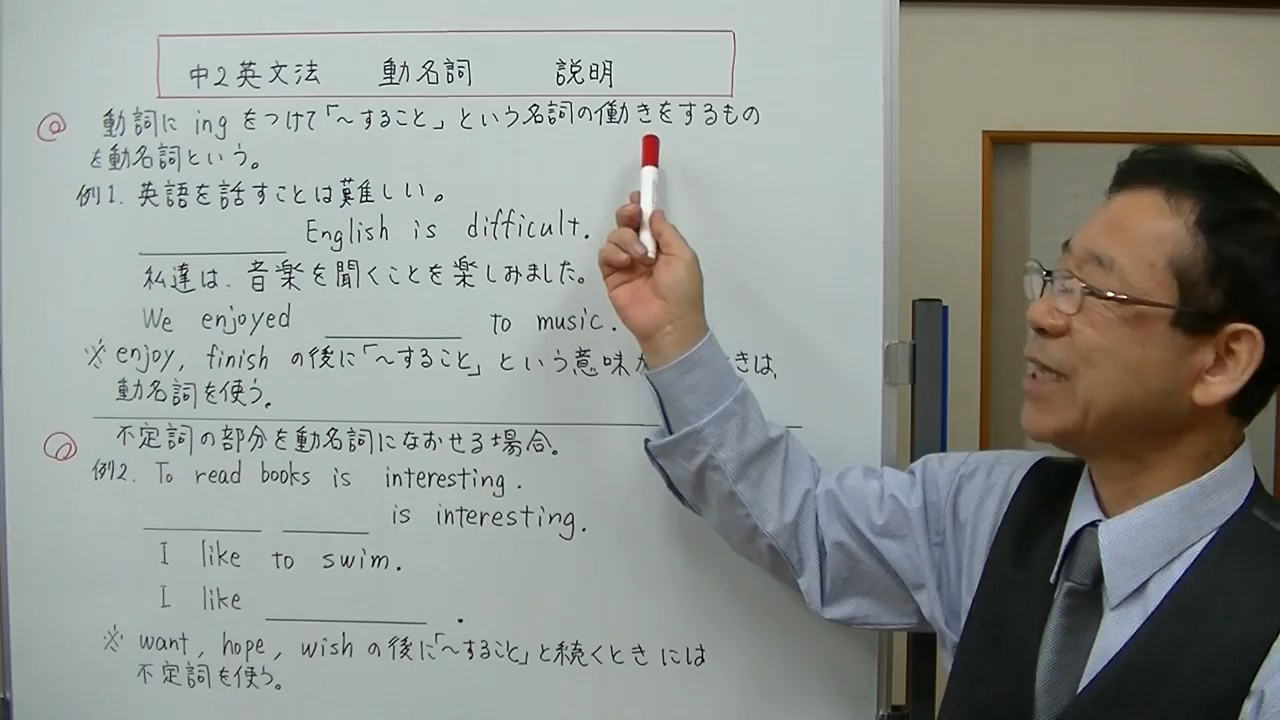 中2英文法 動名詞 説明
動詞に ing をつけて「～すること」という名詞の働きをするもの
を動名詞という。
例1. 英語を話すことは難しい。
English is difficult.
私達は、音楽を聞くことを楽しみました。
We enjoyed to music.
※ enjoy, finish の後に「～すること」という意味が きは、
動名詞を使う。
不定詞の部分を動名詞になおせる場合。
例2. To read books is interesting.
is interesting.
I like to swim.
I like .
※ want, hope, wish の後に「～すること」と続くときには
不定詞を使う。